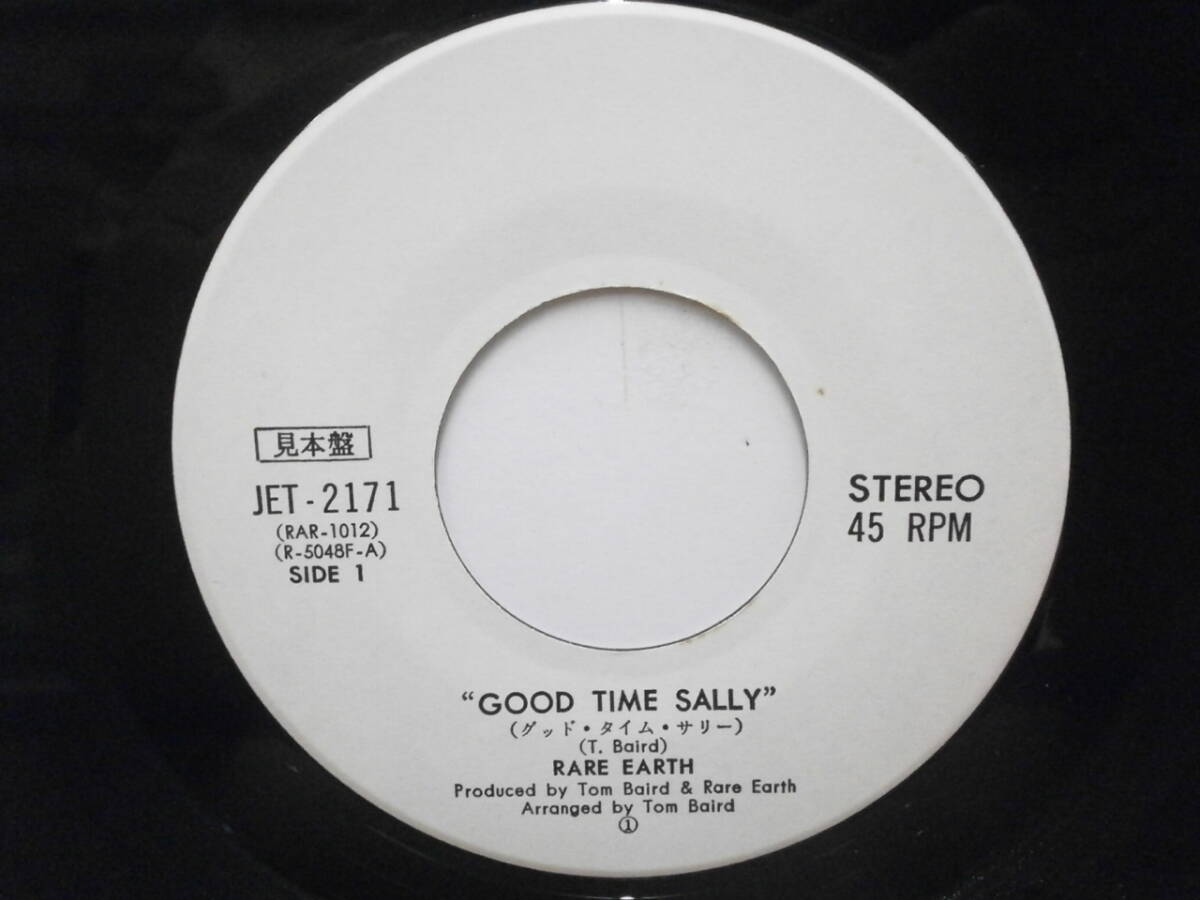 見本盤
JET-2171
(RAR-1012)
(R-5048F-A)
SIDE 1
STEREO
45 RPM
"GOOD TIME SALLY"
(グッド・タイム・サリー)
(T. Baird)
RARE EARTH
Produced by Tom Baird & Rare Earth
Arranged by Tom Baird
①